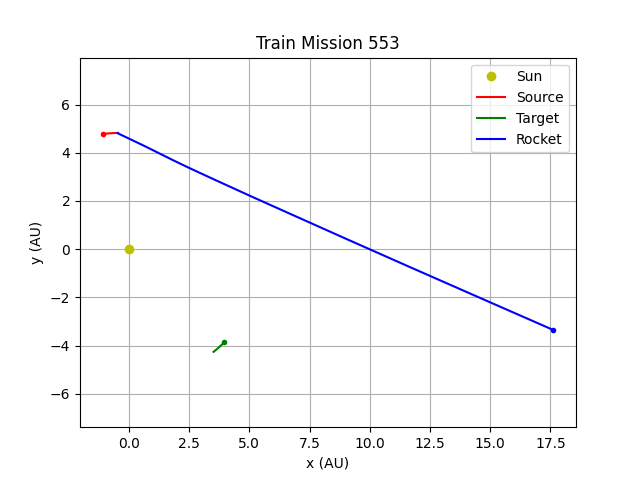 Train Mission 553
Sun
Source
Target
Rocket
6
4
2
0
−2
−4
−6
y (AU)
0.0 2.5 5.0 7.5 10.0 12.5 15.0 17.5
x (AU)